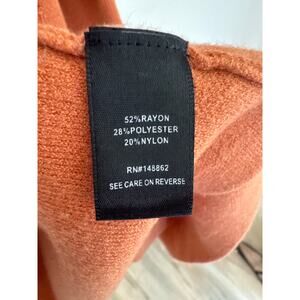 52%RAYON
28%POLYESTER
20%NYLON
RN#148862
SEE CARE ON REVERSE